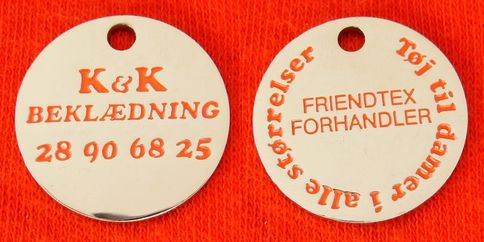 K & K
BEKLÆDNING
28 90 68 25
Tøj til damer i alle størrelser
FRIENDTEX
FORHANDLER